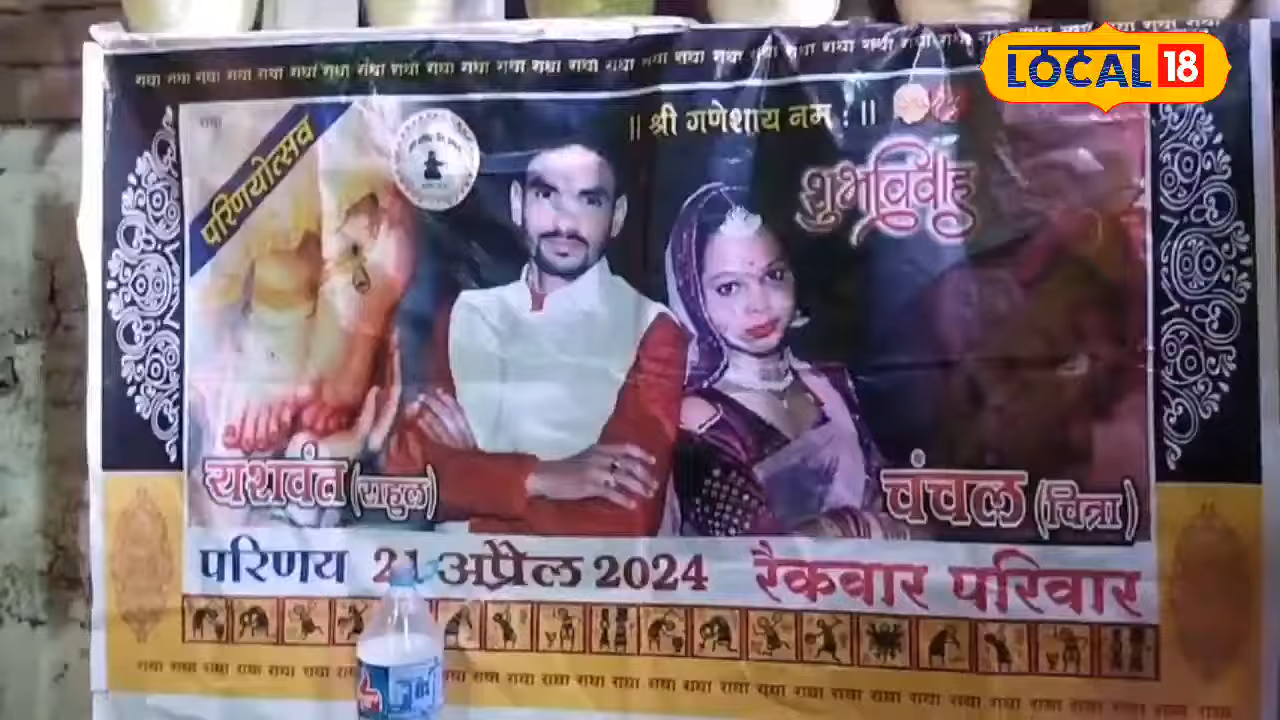 राधा राधा राधा राधा राधा राधा राधा राधा राधा राधा राधा राधा राधा राधा राधा राधा राधा राधा राधा
LOCAL 18
|| श्री गणेशाय नम : ||
राधा
परिणयोत्सव
शुभविवाह
यशवंत (राहुल)
चंचल (चित्रा)
परिणय 21 अप्रैल 2024 रैकवार परिवार
राधा राधा राधा राधा राधा राधा राधा राधा राधा राधा राधा राधा राधा राधा राधा राधा राधा राधा राधा